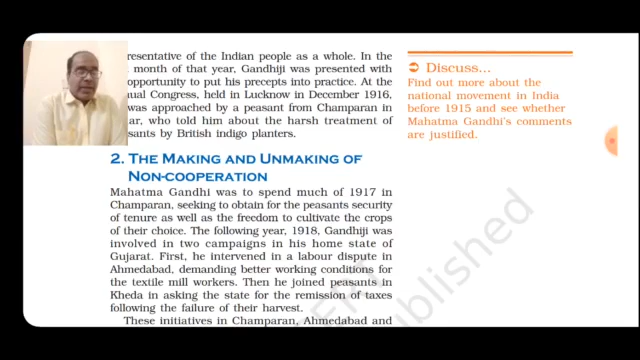 resentative of the Indian people as a whole. In the
month of that year, Gandhiji was presented with
opportunity to put his precepts into practice. At the
ual Congress, held in Lucknow in December 1916,
was approached by a peasant from Champaran in
ar, who told him about the harsh treatment of
sants by British indigo planters.
2. The Making and Unmaking of
Non-cooperation
Mahatma Gandhi was to spend much of 1917 in
Champaran, seeking to obtain for the peasants security
of tenure as well as the freedom to cultivate the crops
of their choice. The following year, 1918, Gandhiji was
involved in two campaigns in his home state of
Gujarat. First, he intervened in a labour dispute in
Ahmedabad, demanding better working conditions for
the textile mill workers. Then he joined peasants in
Kheda in asking the state for the remission of taxes
following the failure of their harvest.
These initiatives in Champaran, Ahmedabad and
➲ Discuss...
Find out more about the
national movement in India
before 1915 and see whether
Mahatma Gandhi's comments
are justified.
published